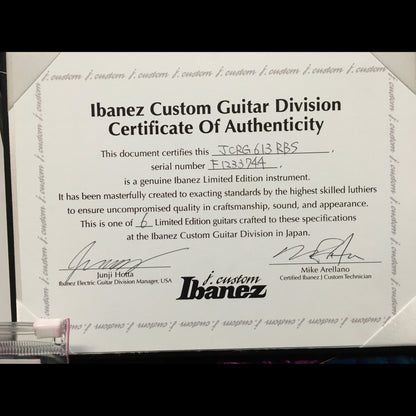 j. custom j. custom j. custom j. custom j. custom j. custom j. custom
Ibanez Custom Guitar Division
Certificate Of Authenticity
This document certifies this JCRG613RBS
serial number F1233744,
is a genuine Ibanez Limited Edition instrument.
It has been masterfully created to exacting standards by the highest skilled luthiers
to ensure uncompromised quality in craftsmanship, sound, and appearance.
This is one of 6 Limited Edition guitars crafted to these specifications
at the Ibanez Custom Guitar Division in Japan.
Junji Hotta
Ibanez Electric Guitar Division Manager, USA
j. custom
Ibanez
Mike Arellano
Certified Ibanez J Custom Technician